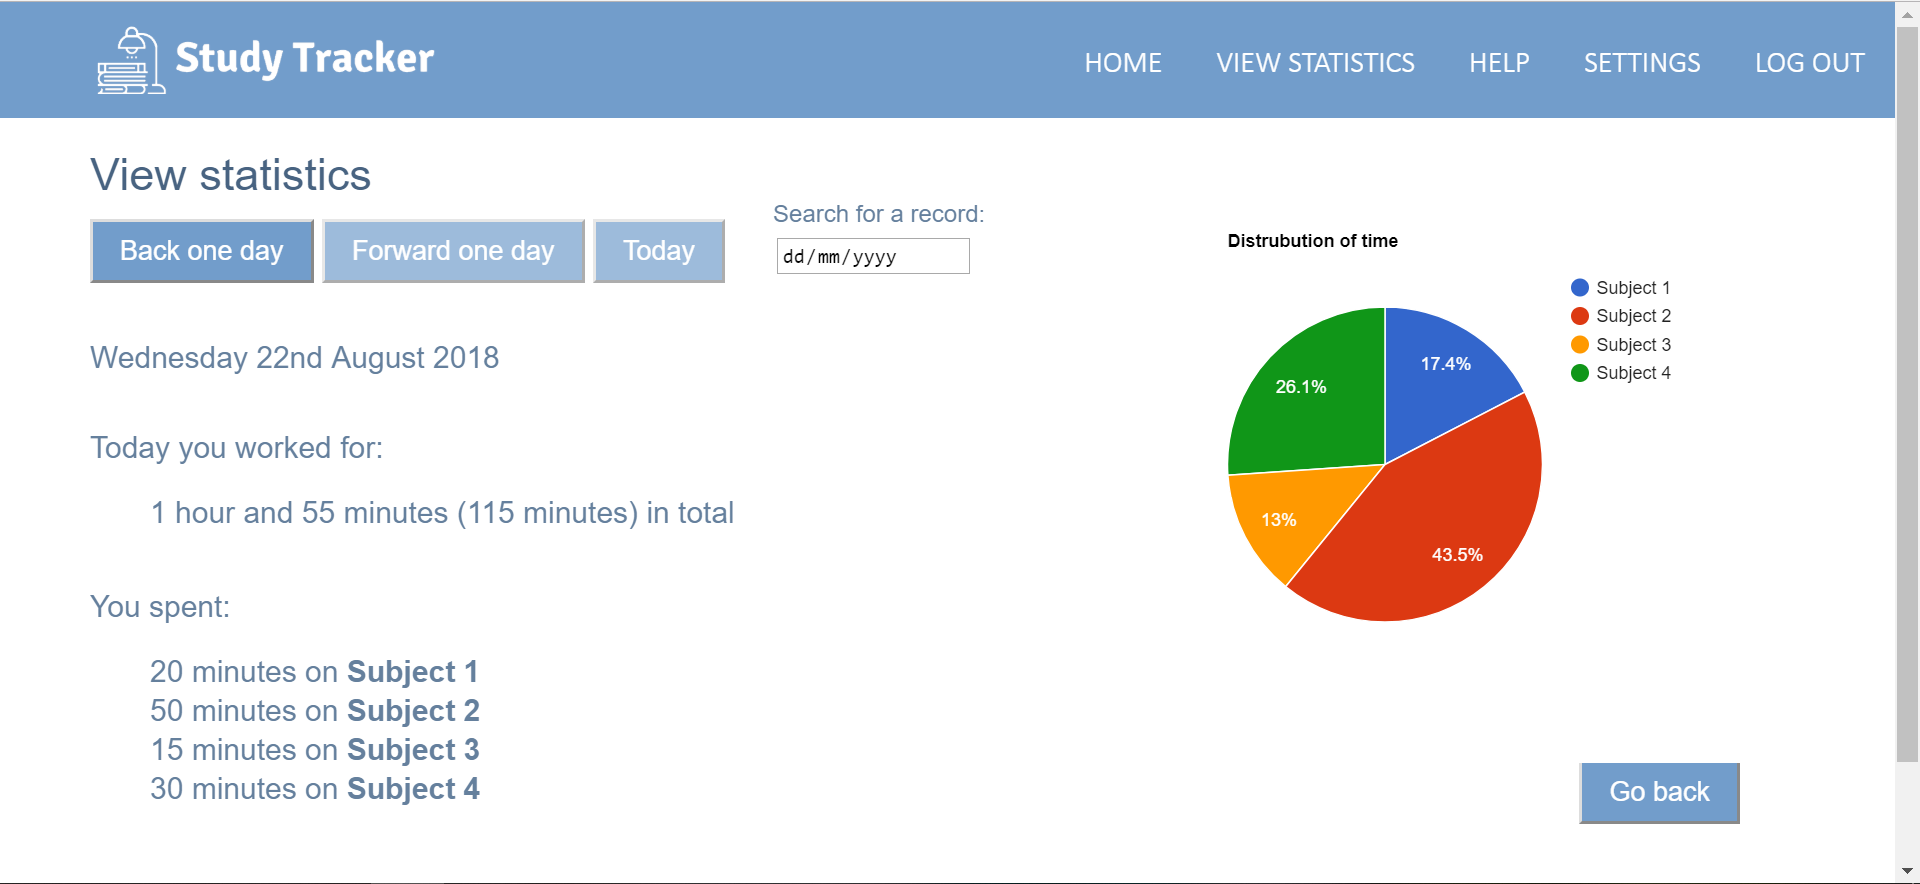 Study Tracker
HOME VIEW STATISTICS HELP SETTINGS LOG OUT
View statistics
Back one day Forward one day Today
Search for a record:
dd/mm/yyyy
Wednesday 22nd August 2018
Today you worked for:
1 hour and 55 minutes (115 minutes) in total
You spent:
20 minutes on Subject 1
50 minutes on Subject 2
15 minutes on Subject 3
30 minutes on Subject 4
Distrubution of time
Subject 1
Subject 2
Subject 3
Subject 4
17.4%
26.1%
13%
43.5%
Go back